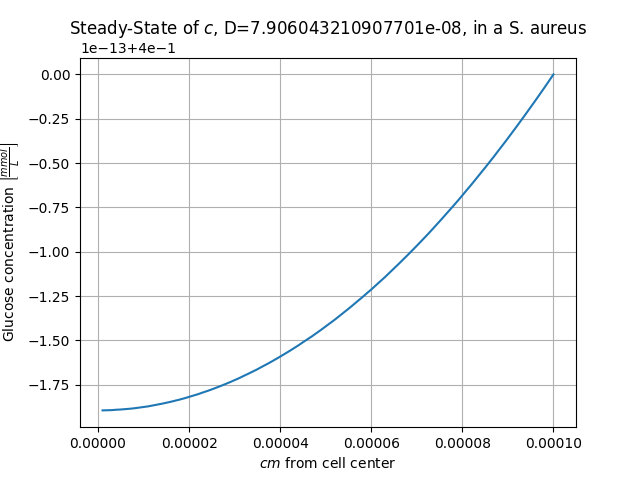 Steady-State of c, D=7.906043210907701e-08, in a S. aureus
1e−13+4e−1
0.00
−0.25
−0.50
−0.75
−1.00
−1.25
−1.50
−1.75
Glucose concentration [mmol/L]
0.00000 0.00002 0.00004 0.00006 0.00008 0.00010
cm from cell center